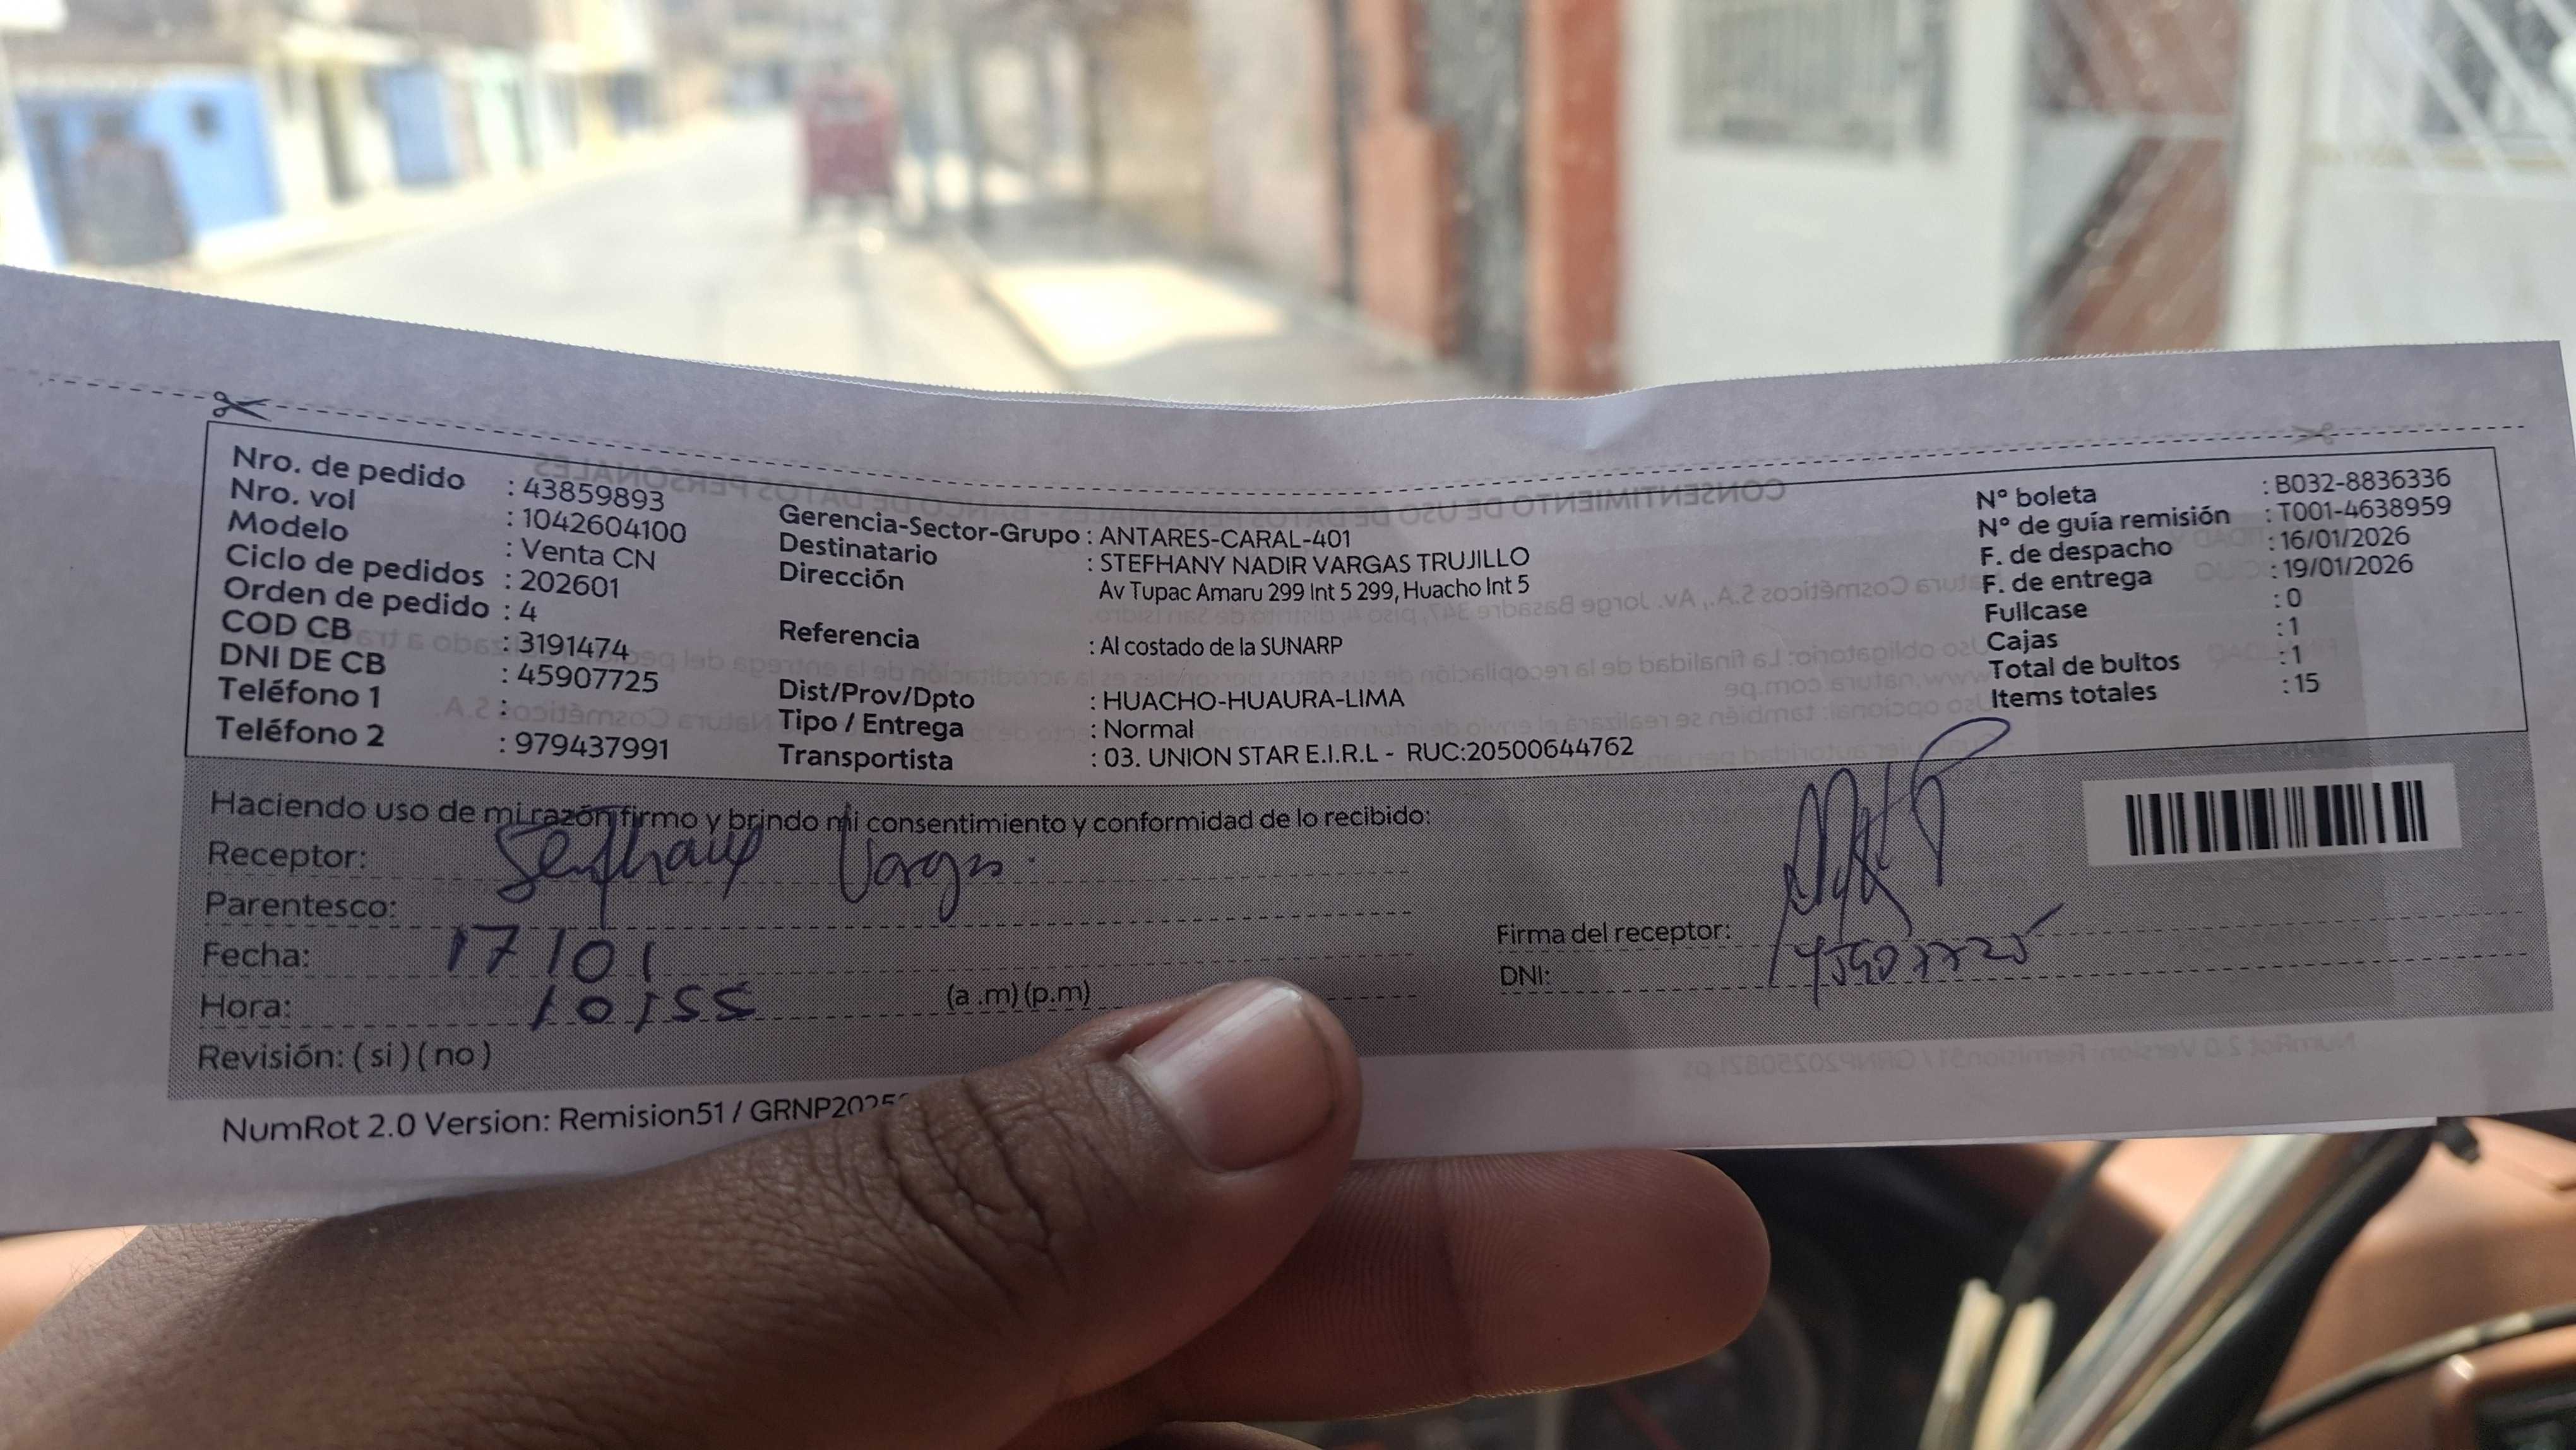 Nro. de pedido : 43859893
Nro. vol : 1042604100
Modelo : Venta CN
Ciclo de pedidos : 202601
Orden de pedido : 4
COD CB : 3191474
DNI DE CB : 45907725
Teléfono 1 :
Teléfono 2 : 979437991
Gerencia-Sector-Grupo : ANTARES-CARAL-401
Destinatario : STEFHANY NADIR VARGAS TRUJILLO
Dirección Av Tupac Amaru 299 Int 5 299, Huacho Int 5
Referencia : Al costado de la SUNARP
Dist/Prov/Dpto : HUACHO-HUAURA-LIMA
Tipo / Entrega : Normal
Transportista : 03. UNION STAR E.I.R.L - RUC:20500644762
N° boleta : B032-8836336
N° de guía remisión : T001-4638959
F. de despacho : 16/01/2026
F. de entrega : 19/01/2026
Fullcase : 0
Cajas : 1
Total de bultos : 1
Items totales : 15
Haciendo uso de mi razón firmo y brindo mi consentimiento y conformidad de lo recibido:
Receptor: Vargas
Parentesco:
Fecha: 17/01
Hora: 10:55 (a .m) (p.m)
Revisión: ( si ) ( no )
Firma del receptor:
DNI: 45907725
NumRot 2.0 Version: Remision51 / GRNP2025